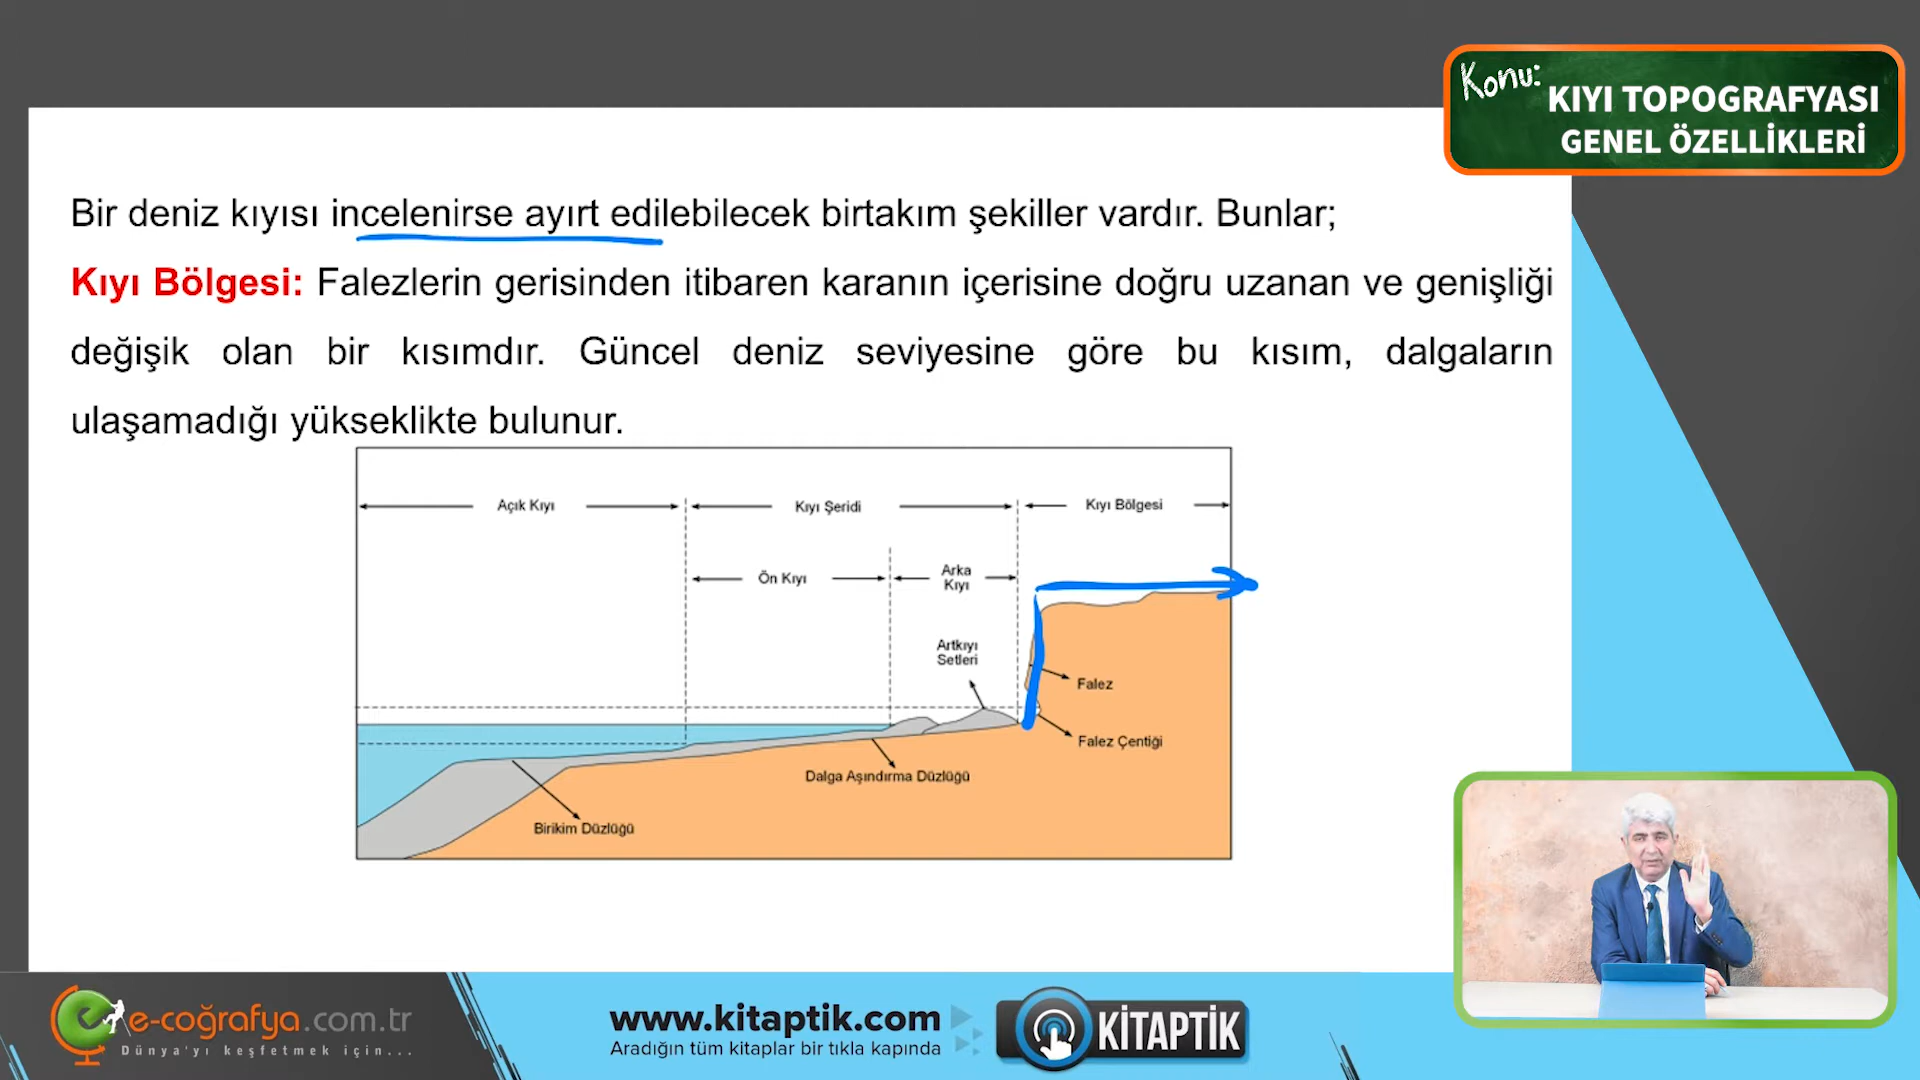 Konu:
KIYI TOPOGRAFYASI
GENEL ÖZELLİKLERİ
Bir deniz kıyısı incelenirse ayırt edilebilecek birtakım şekiller vardır. Bunlar;
Kıyı Bölgesi: Falezlerin gerisinden itibaren karanın içerisine doğru uzanan ve genişliği
değişik olan bir kısımdır. Güncel deniz seviyesine göre bu kısım, dalgaların
ulaşamadığı yükseklikte bulunur.
Açık Kıyı
Kıyı Şeridi
Kıyı Bölgesi
Ön Kıyı
Arka
Kıyı
Artkıyı
Setleri
Falez
Falez Çentiği
Dalga Aşındırma Düzlüğü
Birikim Düzlüğü
e-coğrafya.com.tr
Dünya'yı keşfetmek için...
www.kitaptik.com
Aradığın tüm kitaplar bir tıkla kapında
KİTAPTIK